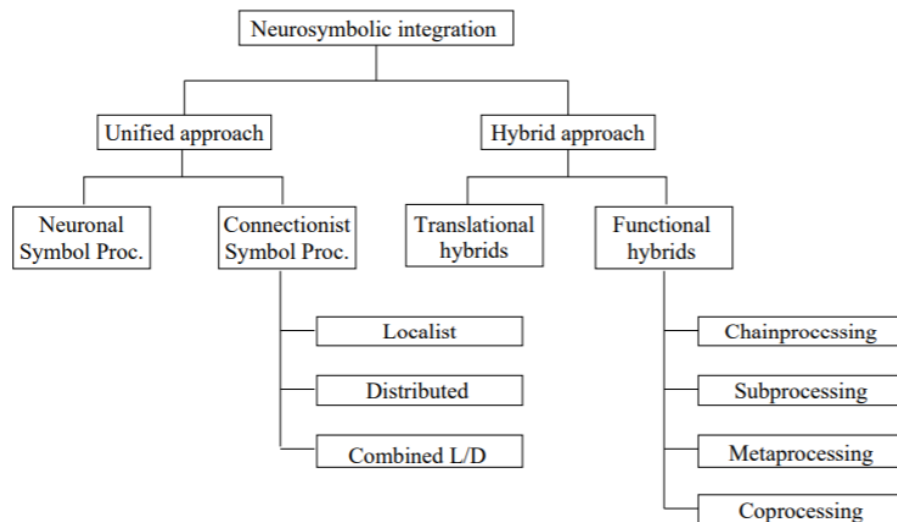 Neurosymbolic integration
Unified approach
Hybrid approach
Neuronal
Symbol Proc.
Connectionist
Symbol Proc.
Translational
hybrids
Functional
hybrids
Localist
Distributed
Combined L/D
Chainprocessing
Subprocessing
Metaprocessing
Coprocessing